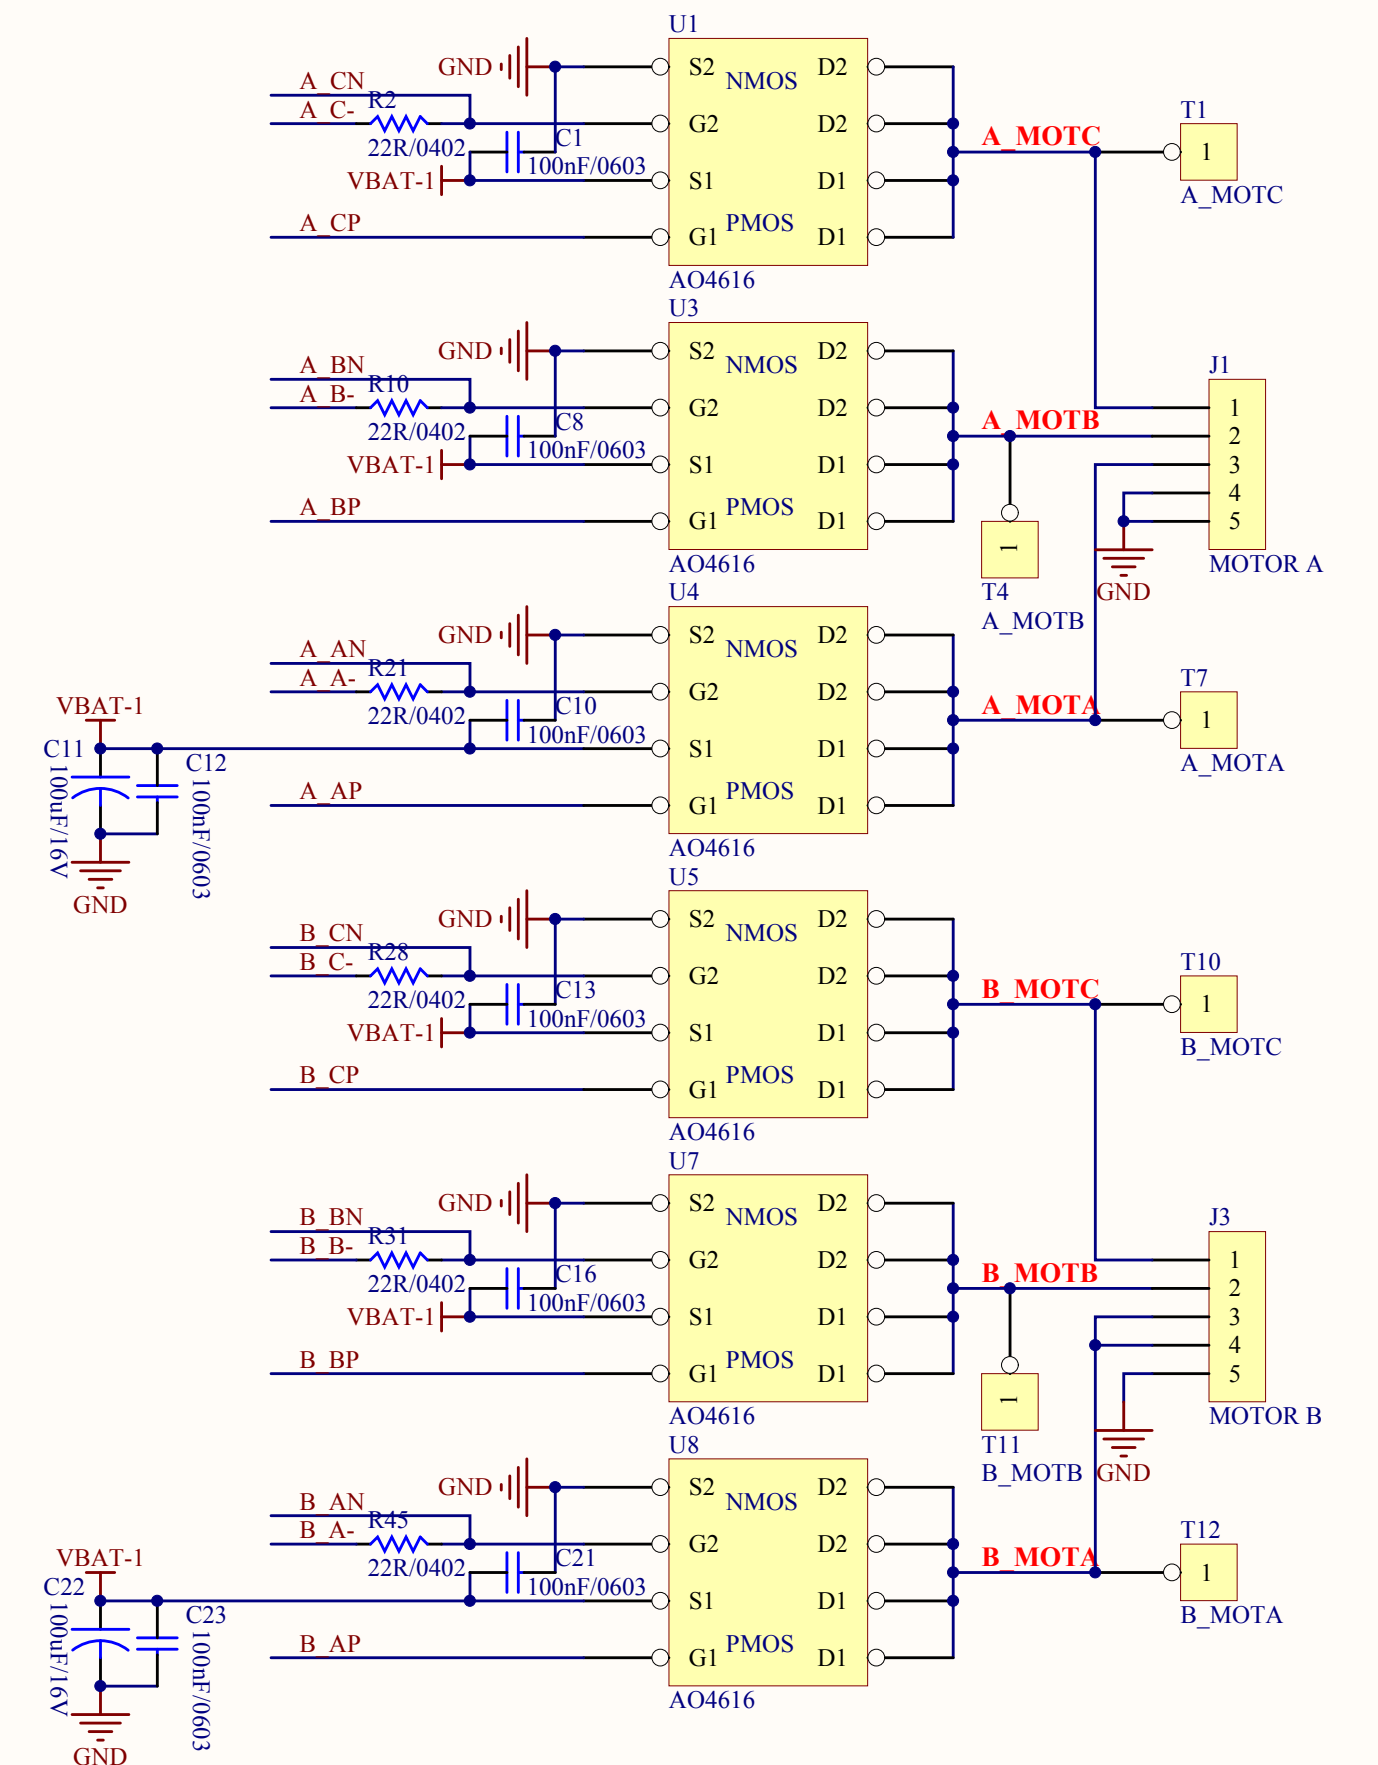 U1
GND
S2
NMOS
D2
A_CN
A_C-
R2
22R/0402
G2
D2
C1
100nF/0603
VBAT-1
S1
D1
A_CP
G1
PMOS
D1
AO4616
A_MOTC
T1
1
A_MOTC
U3
GND
S2
NMOS
D2
A_BN
A_B-
R10
22R/0402
G2
D2
C8
100nF/0603
VBAT-1
S1
D1
A_BP
G1
PMOS
D1
AO4616
A_MOTB
J1
1
2
3
4
5
MOTOR A
GND
1
T4
A_MOTB
U4
GND
S2
NMOS
D2
A_AN
A_A-
R21
22R/0402
G2
D2
C10
100nF/0603
VBAT-1
C11
100uF/16V
C12
100nF/0603
GND
S1
D1
A_AP
G1
PMOS
D1
AO4616
A_MOTA
T7
1
A_MOTA
U5
GND
S2
NMOS
D2
B_CN
B_C-
R28
22R/0402
G2
D2
C13
100nF/0603
VBAT-1
S1
D1
B_CP
G1
PMOS
D1
AO4616
B_MOTC
T10
1
B_MOTC
U7
GND
S2
NMOS
D2
B_BN
B_B-
R31
22R/0402
G2
D2
C16
100nF/0603
VBAT-1
S1
D1
B_BP
G1
PMOS
D1
AO4616
B_MOTB
J3
1
2
3
4
5
MOTOR B
GND
1
T11
B_MOTB
U8
GND
S2
NMOS
D2
B_AN
B_A-
R45
22R/0402
G2
D2
C21
100nF/0603
VBAT-1
C22
100uF/16V
C23
100nF/0603
GND
S1
D1
B_AP
G1
PMOS
D1
AO4616
B_MOTA
T12
1
B_MOTA